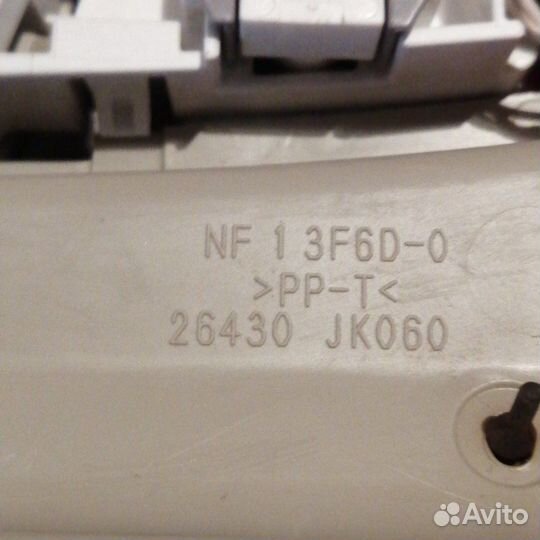 NF 1 3F6D-0
>PP-T<
26430 JK060
Avito